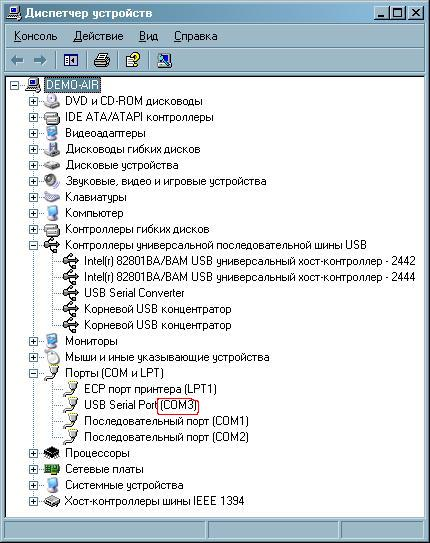 Диспетчер устройств
Консоль Действие Вид Справка
DEMO-AIR
DVD и CD-ROM дисководы
IDE ATA/ATAPI контроллеры
Видеоадаптеры
Дисководы гибких дисков
Дисковые устройства
Звуковые, видео и игровые устройства
Клавиатуры
Компьютер
Контроллеры гибких дисков
Контроллеры универсальной последовательной шины USB
Intel(r) 82801BA/BAM USB универсальный хост-контроллер - 2442
Intel(r) 82801BA/BAM USB универсальный хост-контроллер - 2444
USB Serial Converter
Корневой USB концентратор
Корневой USB концентратор
Мониторы
Мыши и иные указывающие устройства
Порты (COM и LPT)
ECP порт принтера (LPT1)
USB Serial Port (COM3)
Последовательный порт (COM1)
Последовательный порт (COM2)
Процессоры
Сетевые платы
Системные устройства
Хост-контроллеры шины IEEE 1394